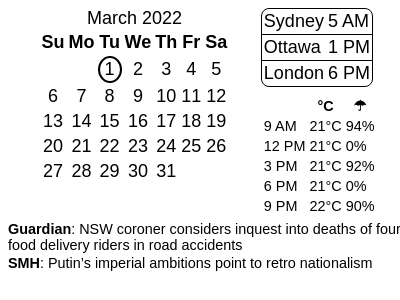 March 2022
Su Mo Tu We Th Fr Sa
1 2 3 4 5
6 7 8 9 10 11 12
13 14 15 16 17 18 19
20 21 22 23 24 25 26
27 28 29 30 31
Sydney 5 AM
Ottawa 1 PM
London 6 PM
°C ☂
9 AM 21°C 94%
12 PM 21°C 0%
3 PM 21°C 92%
6 PM 21°C 0%
9 PM 22°C 90%
Guardian: NSW coroner considers inquest into deaths of four
food delivery riders in road accidents
SMH: Putin’s imperial ambitions point to retro nationalism